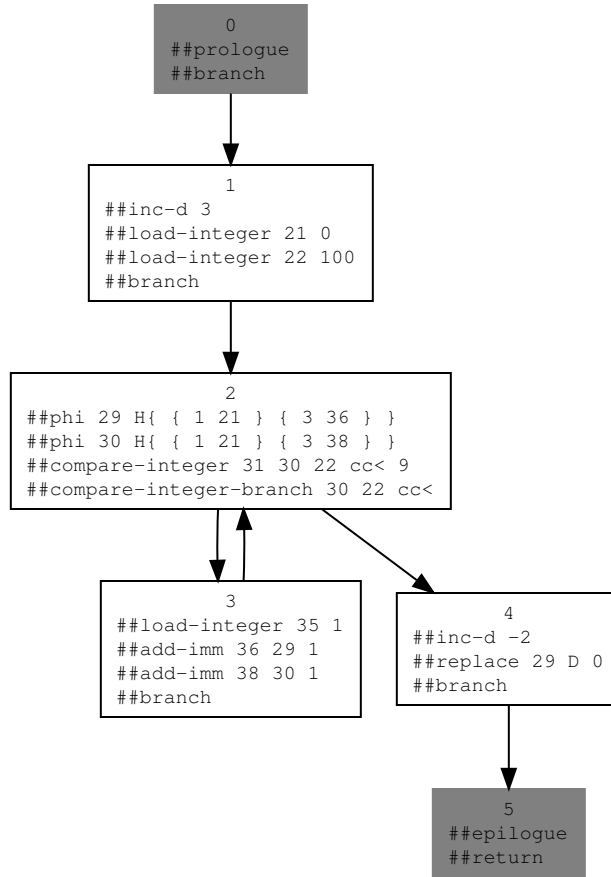 0
##prologue
##branch
1
##inc-d 3
##load-integer 21 0
##load-integer 22 100
##branch
2
##phi 29 H{ { 1 21 } { 3 36 } }
##phi 30 H{ { 1 21 } { 3 38 } }
##compare-integer 31 30 22 cc< 9
##compare-integer-branch 30 22 cc<
3
##load-integer 35 1
##add-imm 36 29 1
##add-imm 38 30 1
##branch
4
##inc-d -2
##replace 29 D 0
##branch
5
##epilogue
##return